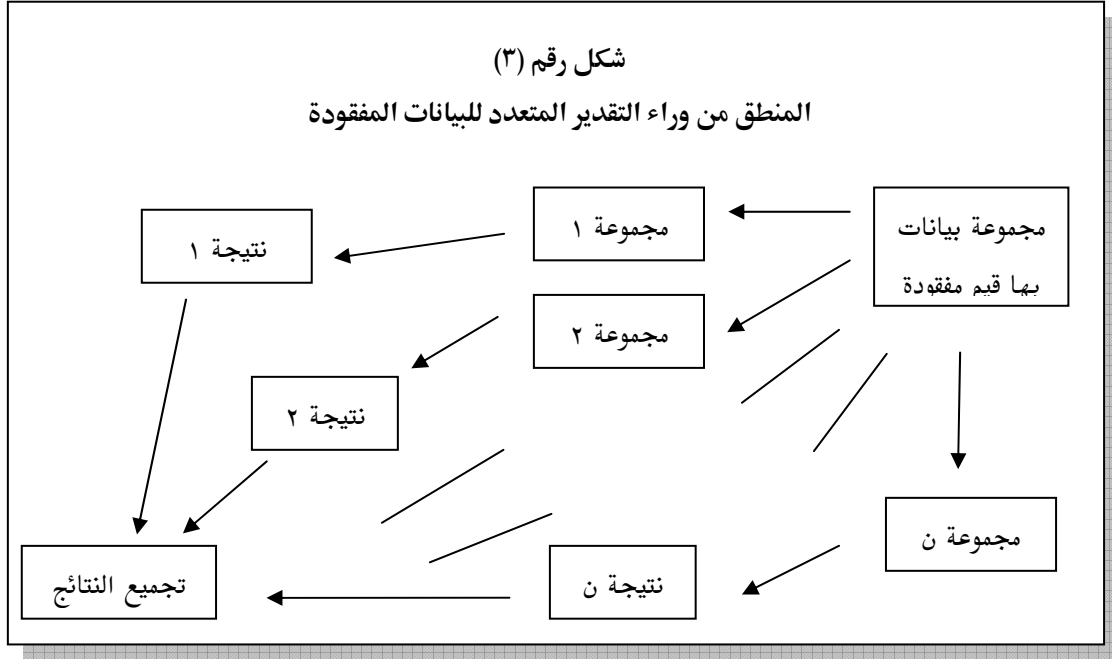 شكل رقم (٣)
المنطق من وراء التقدير المتعدد للبيانات المفقودة
مجموعة بيانات
بها قيم مفقودة
مجموعة ١
نتيجة ١
مجموعة ٢
نتيجة ٢
مجموعة ن
نتيجة ن
تجميع النتائج